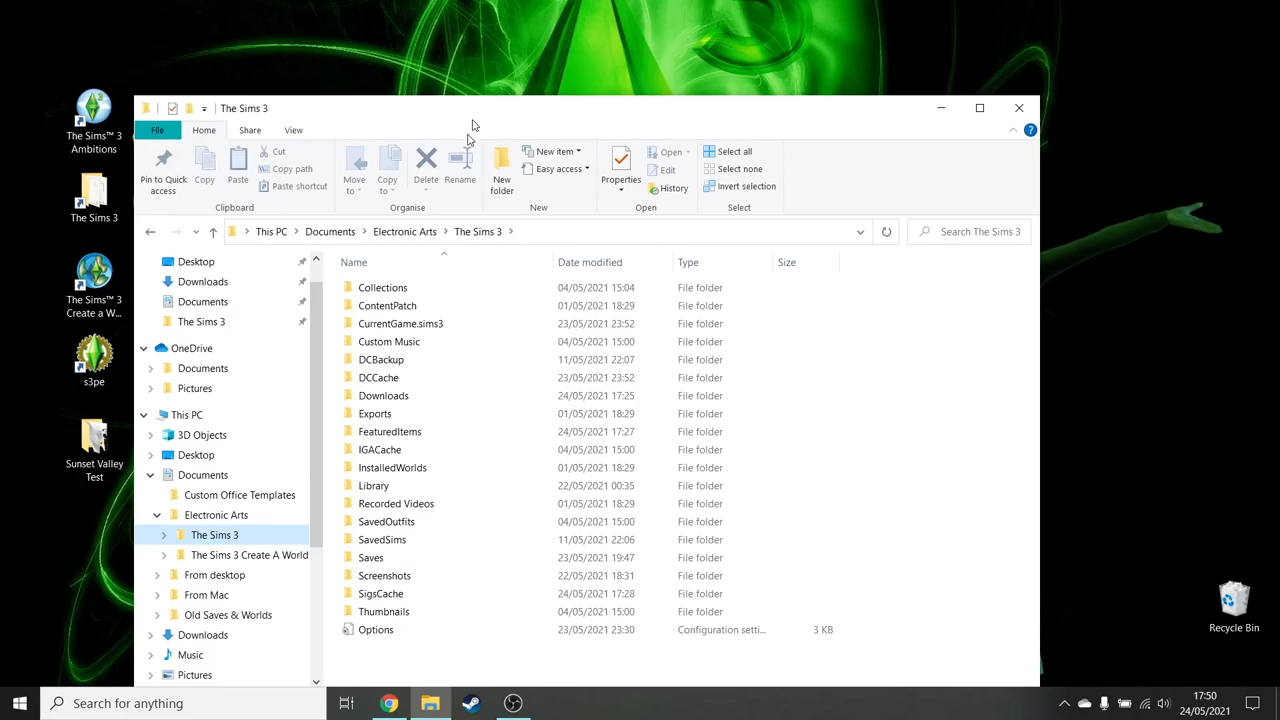 The Sims™ 3
Ambitions
The Sims 3
The Sims™ 3
Create a W...
s3pe
Sunset Valley
Test
Recycle Bin
The Sims 3
File Home Share View
Pin to Quick
access
Copy
Paste
Cut
Copy path
Paste shortcut
Clipboard
Move
to
Copy
to
Delete
Rename
Organise
New
folder
New item
Easy access
New
Properties
Open
Edit
History
Open
Select all
Select none
Invert selection
Select
This PC > Documents > Electronic Arts > The Sims 3 >
Search The Sims 3
Desktop
Downloads
Documents
The Sims 3
OneDrive
Documents
Pictures
This PC
3D Objects
Desktop
Documents
Custom Office Templates
Electronic Arts
The Sims 3
The Sims 3 Create A World
From desktop
From Mac
Old Saves & Worlds
Downloads
Music
Pictures
Name Date modified Type Size
Collections 04/05/2021 15:04 File folder
ContentPatch 01/05/2021 18:29 File folder
CurrentGame.sims3 23/05/2021 23:52 File folder
Custom Music 04/05/2021 15:00 File folder
DCBackup 11/05/2021 22:07 File folder
DCCache 23/05/2021 23:52 File folder
Downloads 24/05/2021 17:25 File folder
Exports 01/05/2021 18:29 File folder
FeaturedItems 24/05/2021 17:27 File folder
IGACache 04/05/2021 15:00 File folder
InstalledWorlds 01/05/2021 18:29 File folder
Library 22/05/2021 00:35 File folder
Recorded Videos 01/05/2021 18:29 File folder
SavedOutfits 04/05/2021 15:00 File folder
SavedSims 11/05/2021 22:06 File folder
Saves 23/05/2021 19:47 File folder
Screenshots 22/05/2021 18:31 File folder
SigsCache 24/05/2021 17:28 File folder
Thumbnails 04/05/2021 15:00 File folder
Options 23/05/2021 23:30 Configuration setti... 3 KB
Search for anything
17:50
24/05/2021